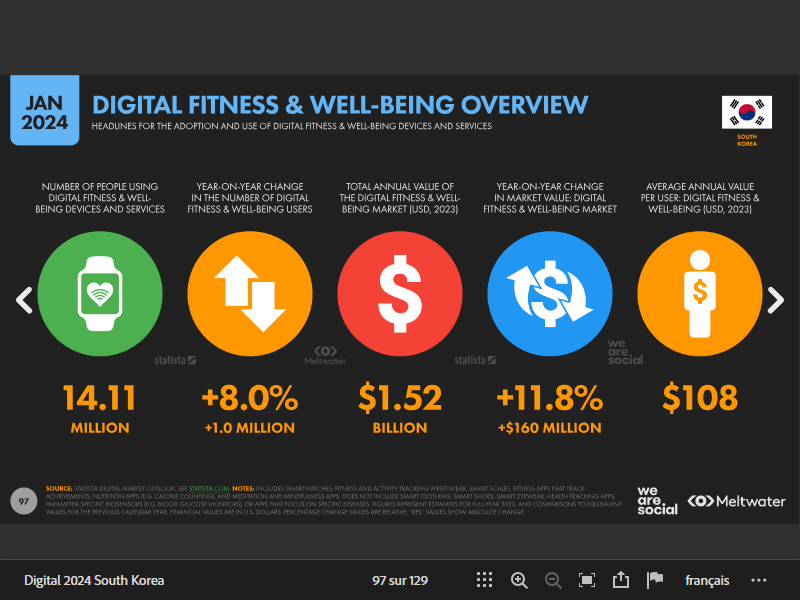 JAN
2024
DIGITAL FITNESS & WELL-BEING OVERVIEW
HEADLINES FOR THE ADOPTION AND USE OF DIGITAL FITNESS & WELL-BEING DEVICES AND SERVICES
SOUTH
KOREA
NUMBER OF PEOPLE USING
DIGITAL FITNESS & WELL-
BEING DEVICES AND SERVICES
YEAR-ON-YEAR CHANGE
IN THE NUMBER OF DIGITAL
FITNESS & WELL-BEING USERS
TOTAL ANNUAL VALUE OF
THE DIGITAL FITNESS & WELL-
BEING MARKET (USD, 2023)
YEAR-ON-YEAR CHANGE
IN MARKET VALUE: DIGITAL
FITNESS & WELL-BEING MARKET
AVERAGE ANNUAL VALUE
PER USER: DIGITAL FITNESS &
WELL-BEING (USD, 2023)
$
$
$
statista
Meltwater
statista
we
are.
social
14.11
MILLION
+8.0%
+1.0 MILLION
$1.52
BILLION
+11.8%
+$160 MILLION
$108
97
SOURCE: STATISTA DIGITAL MARKET OUTLOOK. SEE STATISTA.COM. NOTES: INCLUDES SMARTWATCHES, FITNESS AND ACTIVITY TRACKING WRIST-WEAR, SMART SCALES, FITNESS APPS THAT TRACK
ACHIEVEMENTS, NUTRITION APPS (E.G. CALORIE COUNTING), AND MEDITATION AND MINDFULNESS APPS. DOES NOT INCLUDE SMART CLOTHING, SMART SHOES, SMART EYEWEAR, HEALTH TRACKING APPS,
PARAMETER-SPECIFIC BIOSENSORS (E.G. BLOOD GLUCOSE MONITORS), OR APPS THAT FOCUS ON SPECIFIC DISEASES. FIGURES REPRESENT ESTIMATES FOR FULL-YEAR 2023, AND COMPARISONS TO EQUIVALENT
VALUES FOR THE PREVIOUS CALENDAR YEAR. FINANCIAL VALUES ARE IN U.S. DOLLARS. PERCENTAGE CHANGE VALUES ARE RELATIVE. "BPS" VALUES SHOW ABSOLUTE CHANGE.
we
are.
social
Meltwater
Digital 2024 South Korea
97 sur 129
français